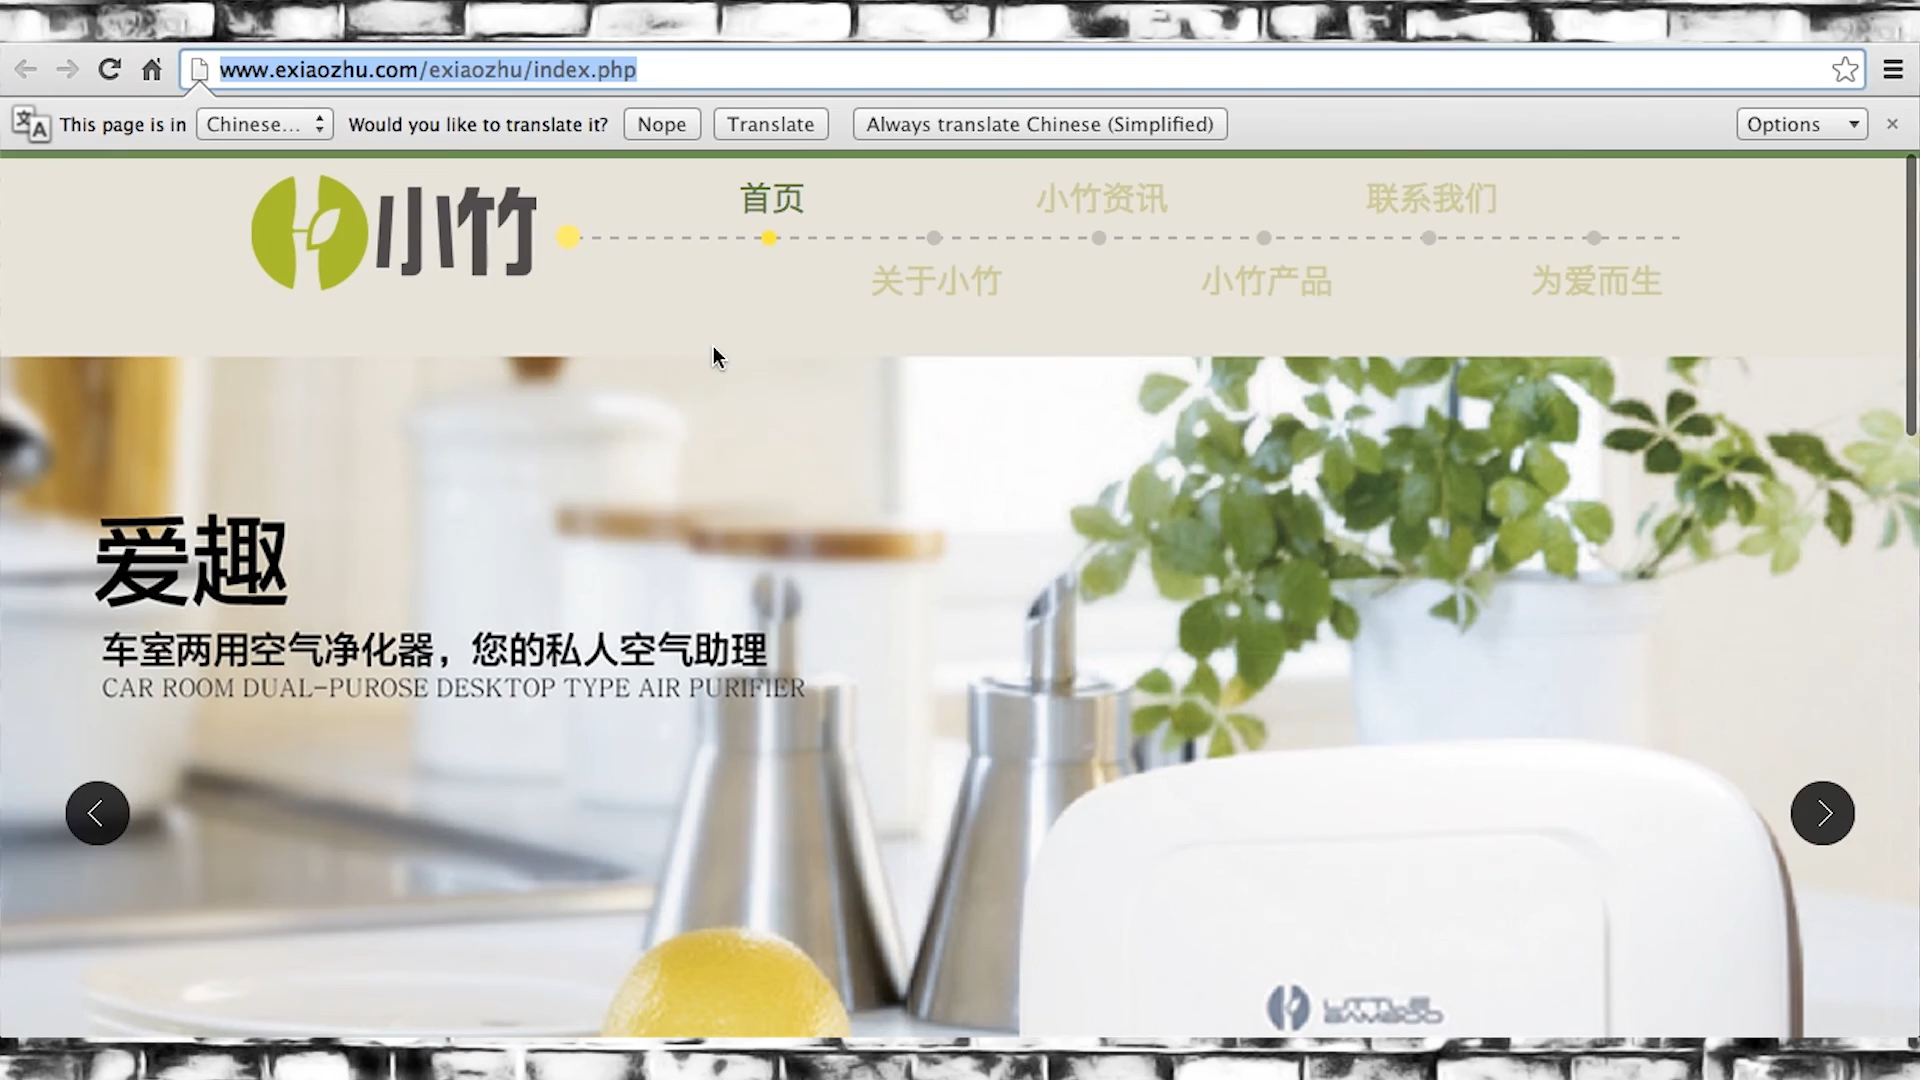 www.exiaozhu.com/exiaozhu/index.php
This page is in Chinese... Would you like to translate it? Nope Translate Always translate Chinese (Simplified) Options
小竹
首页 小竹资讯 联系我们
关于小竹 小竹产品 为爱而生
爱趣
车室两用空气净化器，您的私人空气助理
CAR ROOM DUAL-PUROSE DESKTOP TYPE AIR PURIFIER